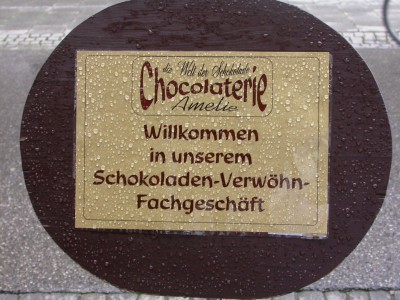 die Welt der Schokolade
Chocolaterie
Amelie
Willkommen
in unserem
Schokoladen-Verwöhn-
Fachgeschäft